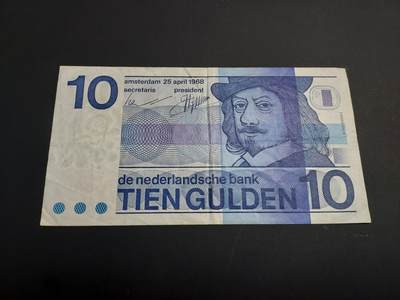 10
amsterdam 25 april 1968
secretaris president
de nederlandsche bank
TIEN GULDEN 10